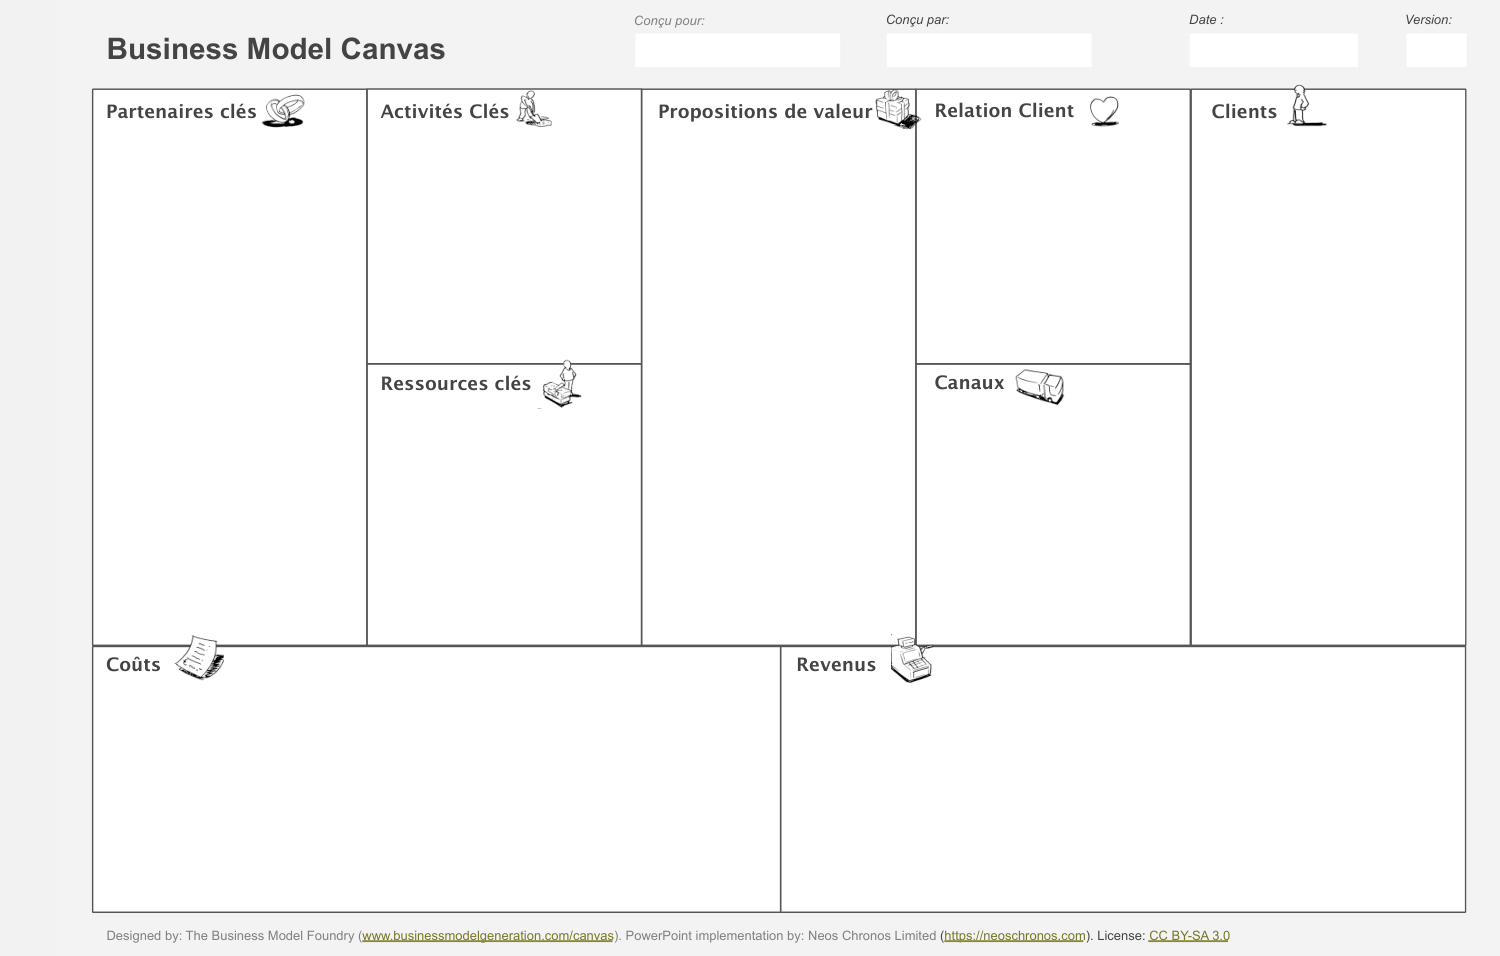 Conçu pour:
Conçu par:
Date :
Version:
Business Model Canvas
Partenaires clés
Activités Clés
Propositions de valeur
Relation Client
Clients
Ressources clés
Canaux
Coûts
Revenus
Designed by: The Business Model Foundry (www.businessmodelgeneration.com/canvas). PowerPoint implementation by: Neos Chronos Limited (https://neoschronos.com). License: CC BY-SA 3.0